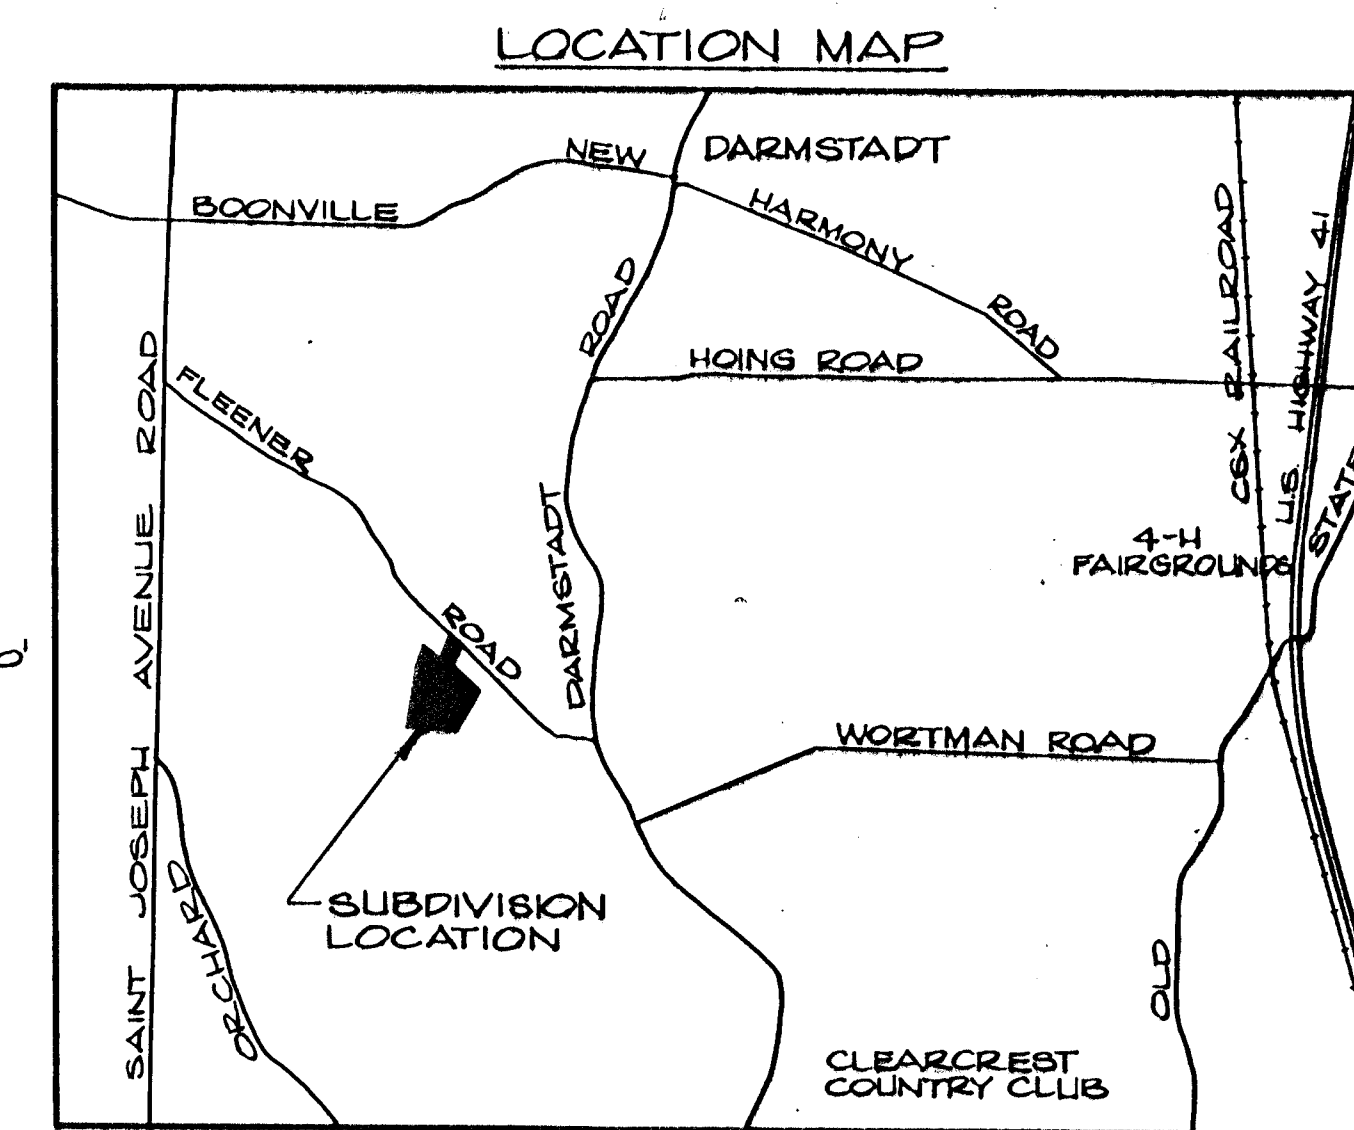 LOCATION MAP
NEW
DARMSTADT
BOONVILLE
HARMONY
ROAD
ROAD
HOING ROAD
CSX RAILROAD
U.S. HIGHWAY 41
STATE
FLEENER
ROAD
SAINT JOSEPH AVENUE ROAD
DARMSTADT
4-H
FAIRGROUNDS
WORTMAN ROAD
SUBDIVISION
LOCATION
ORCHARD
OLD
CLEARCREST
COUNTRY CLUB